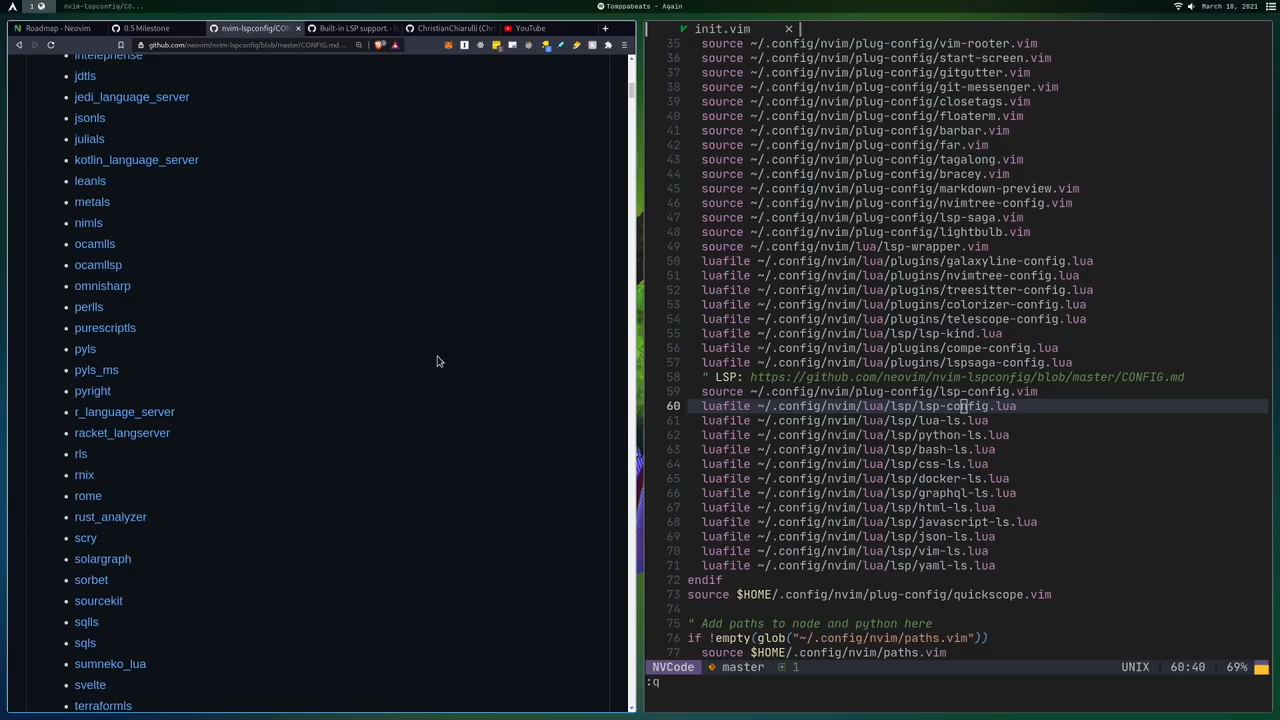 1
nvim-lspconfig/CO...
Tomppabeats - Again
March 18, 2021
Roadmap - Neovim
0.5 Milestone
nvim-lspconfig/CON
Built-in LSP support. · 
ChristianChiarulli (Chr
YouTube
github.com/neovim/nvim-lspconfig/blob/master/CONFIG.md...
intelephense
jdtls
jedi_language_server
jsonls
julials
kotlin_language_server
leanls
metals
nimls
ocamlls
ocamllsp
omnisharp
perlls
purescriptls
pyls
pyls_ms
pyright
r_language_server
racket_langserver
rls
rnix
rome
rust_analyzer
scry
solargraph
sorbet
sourcekit
sqlls
sqls
sumneko_lua
svelte
terraformls
init.vim
35 source ~/.config/nvim/plug-config/vim-rooter.vim
36 source ~/.config/nvim/plug-config/start-screen.vim
37 source ~/.config/nvim/plug-config/gitgutter.vim
38 source ~/.config/nvim/plug-config/git-messenger.vim
39 source ~/.config/nvim/plug-config/closetags.vim
40 source ~/.config/nvim/plug-config/floaterm.vim
41 source ~/.config/nvim/plug-config/barbar.vim
42 source ~/.config/nvim/plug-config/far.vim
43 source ~/.config/nvim/plug-config/tagalong.vim
44 source ~/.config/nvim/plug-config/bracey.vim
45 source ~/.config/nvim/plug-config/markdown-preview.vim
46 source ~/.config/nvim/plug-config/nvimtree-config.vim
47 source ~/.config/nvim/plug-config/lsp-saga.vim
48 source ~/.config/nvim/plug-config/lightbulb.vim
49 source ~/.config/nvim/lua/lsp-wrapper.vim
50 luafile ~/.config/nvim/lua/plugins/galaxyline-config.lua
51 luafile ~/.config/nvim/lua/plugins/nvimtree-config.lua
52 luafile ~/.config/nvim/lua/plugins/treesitter-config.lua
53 luafile ~/.config/nvim/lua/plugins/colorizer-config.lua
54 luafile ~/.config/nvim/lua/plugins/telescope-config.lua
55 luafile ~/.config/nvim/lua/lsp/lsp-kind.lua
56 luafile ~/.config/nvim/lua/plugins/compe-config.lua
57 luafile ~/.config/nvim/lua/plugins/lspsaga-config.lua
58 " LSP: https://github.com/neovim/nvim-lspconfig/blob/master/CONFIG.md
59 source ~/.config/nvim/plug-config/lsp-config.vim
60 luafile ~/.config/nvim/lua/lsp/lsp-config.lua
61 luafile ~/.config/nvim/lua/lsp/lua-ls.lua
62 luafile ~/.config/nvim/lua/lsp/python-ls.lua
63 luafile ~/.config/nvim/lua/lsp/bash-ls.lua
64 luafile ~/.config/nvim/lua/lsp/css-ls.lua
65 luafile ~/.config/nvim/lua/lsp/docker-ls.lua
66 luafile ~/.config/nvim/lua/lsp/graphql-ls.lua
67 luafile ~/.config/nvim/lua/lsp/html-ls.lua
68 luafile ~/.config/nvim/lua/lsp/javascript-ls.lua
69 luafile ~/.config/nvim/lua/lsp/json-ls.lua
70 luafile ~/.config/nvim/lua/lsp/vim-ls.lua
71 luafile ~/.config/nvim/lua/lsp/yaml-ls.lua
72 endif
73 source $HOME/.config/nvim/plug-config/quickscope.vim
74
75 " Add paths to node and python here
76 if !empty(glob("~/.config/nvim/paths.vim"))
77 source $HOME/.config/nvim/paths.vim
NVCode master 1 UNIX 60:40 69%
:q